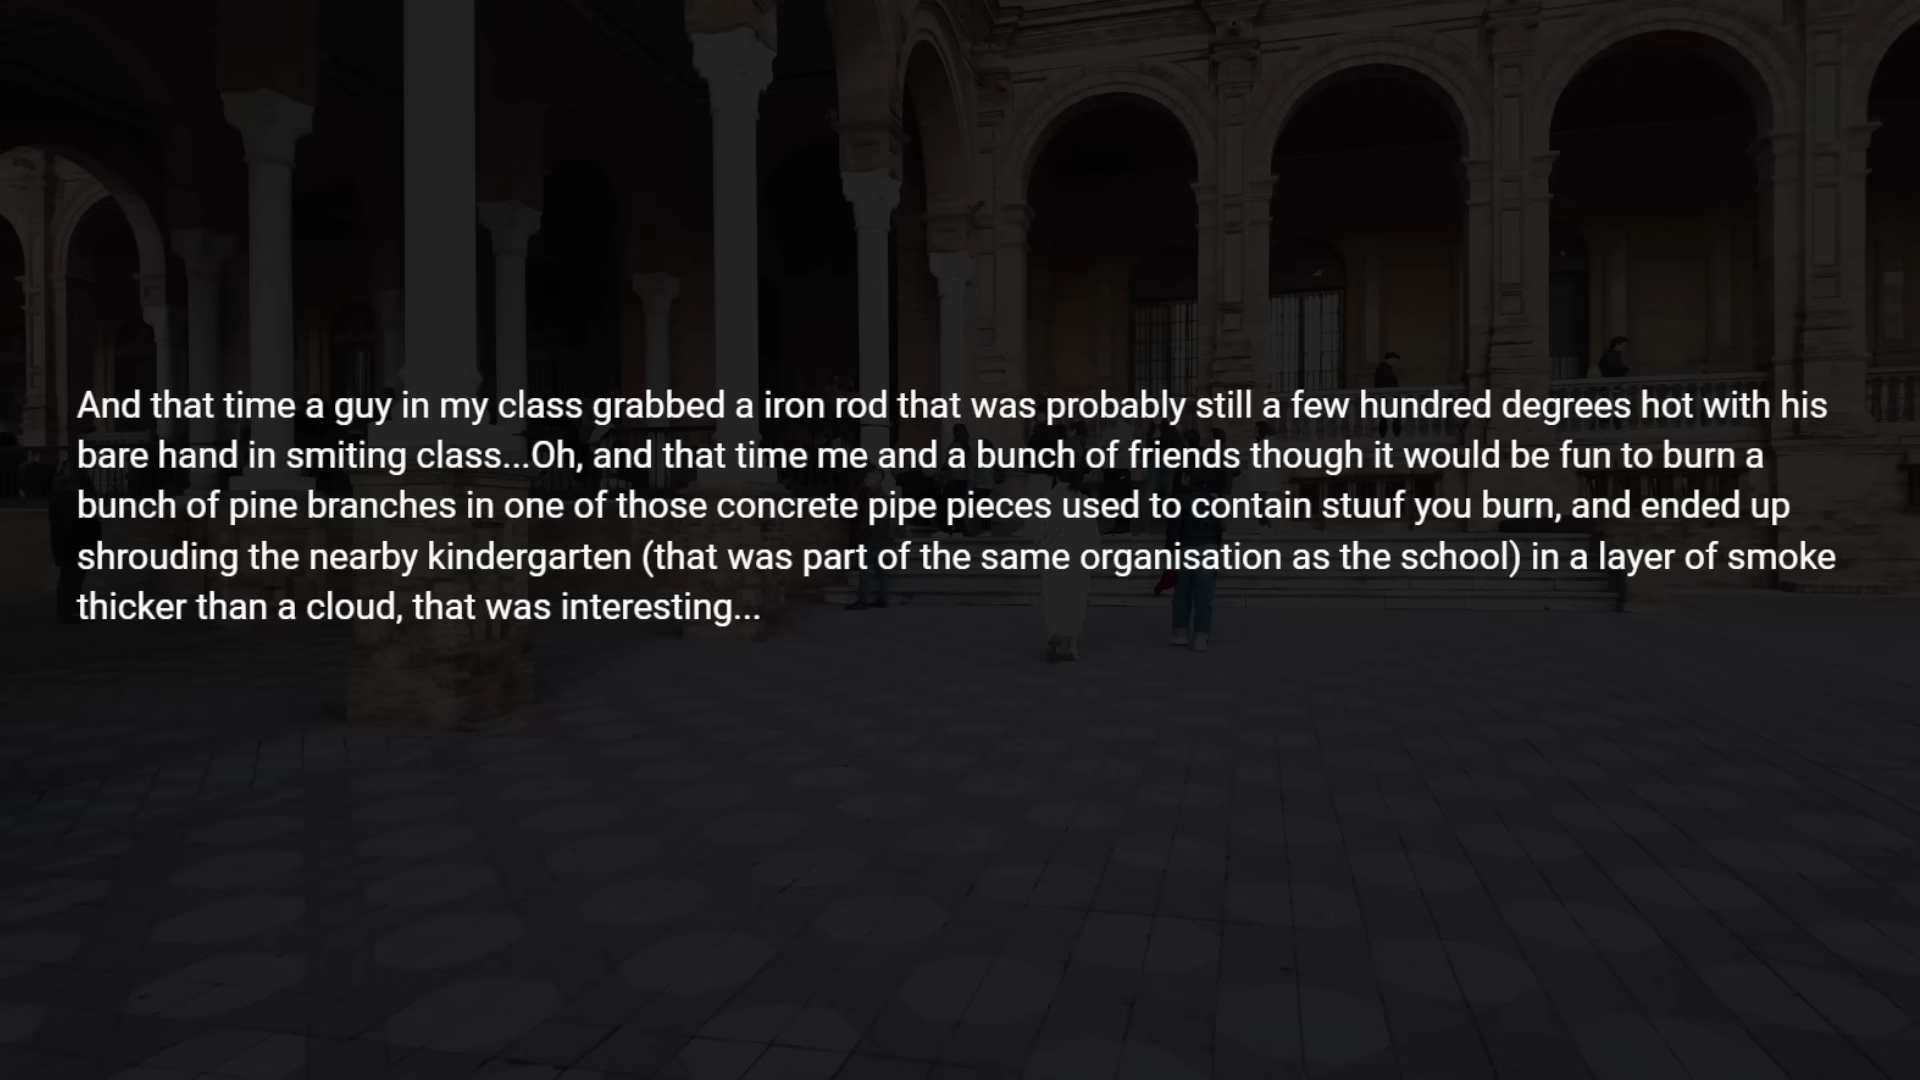 And that time a guy in my class grabbed a iron rod that was probably still a few hundred degrees hot with his
bare hand in smiting class...Oh, and that time me and a bunch of friends though it would be fun to burn a
bunch of pine branches in one of those concrete pipe pieces used to contain stuuf you burn, and ended up
shrouding the nearby kindergarten (that was part of the same organisation as the school) in a layer of smoke
thicker than a cloud, that was interesting...